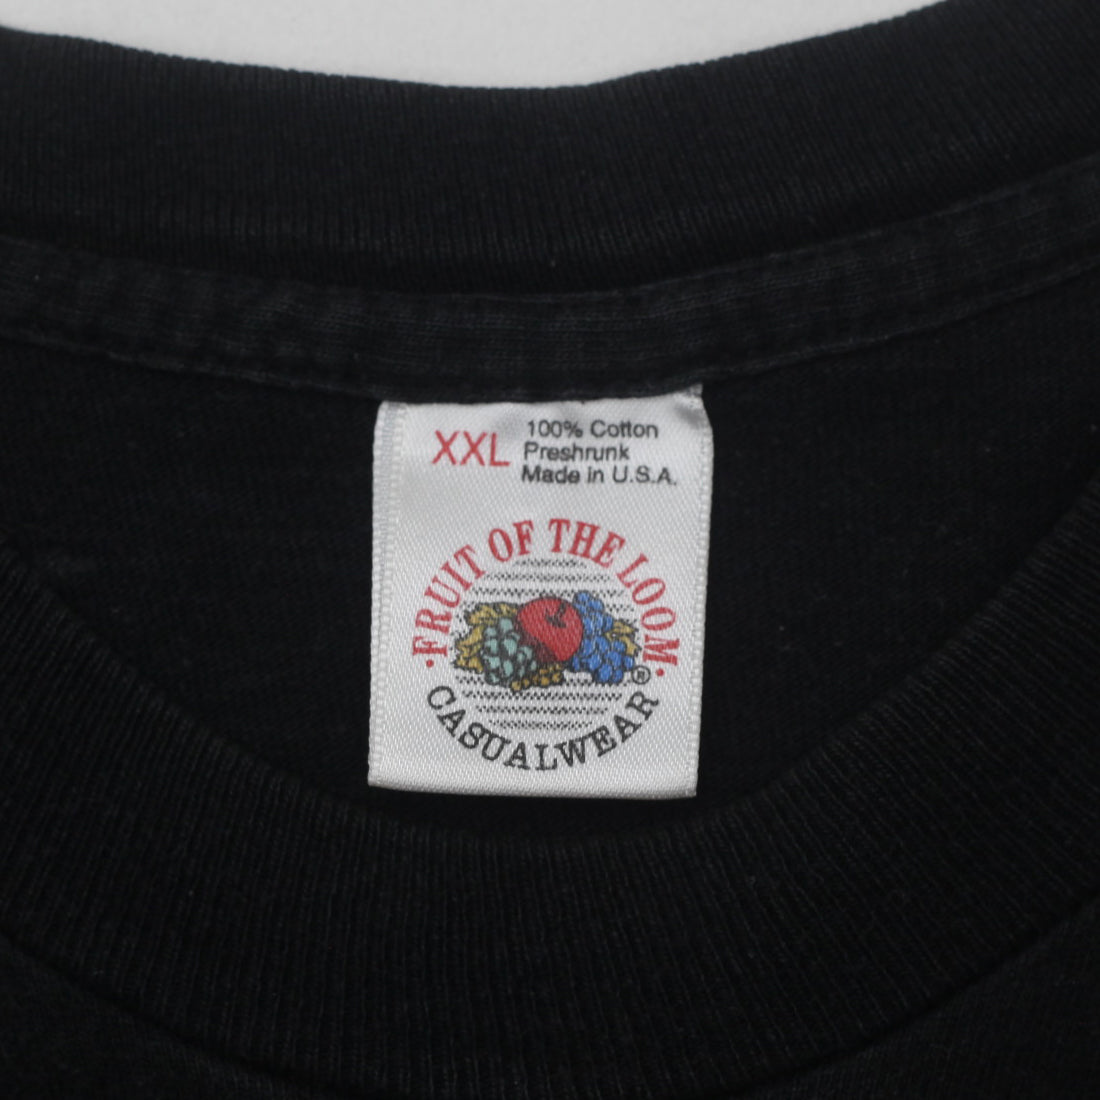 XXL
100% Cotton
Preshrunk
Made in U.S.A.
·FRUIT OF THE LOOM·
®
CASUALWEAR